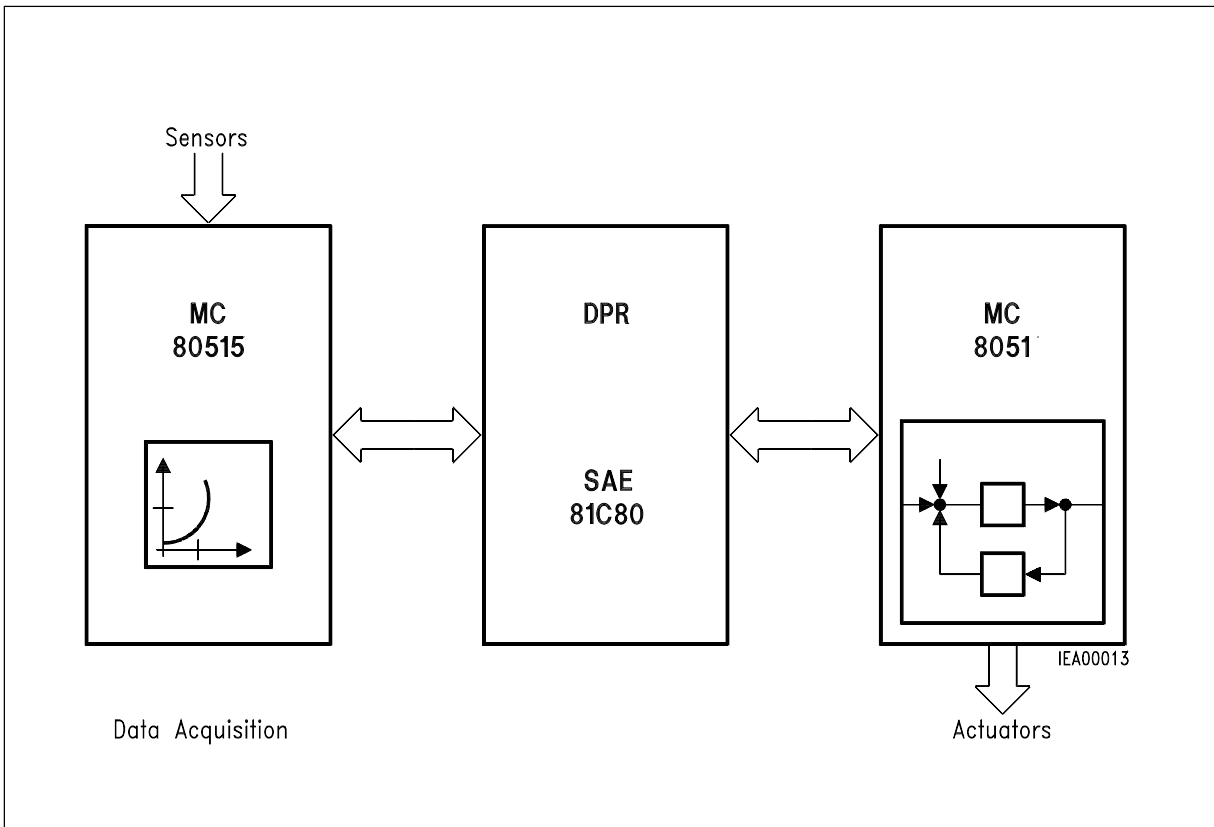 Sensors
MC
80515
DPR
SAE
81C80
MC
8051
IEA00013
Data Acquisition
Actuators